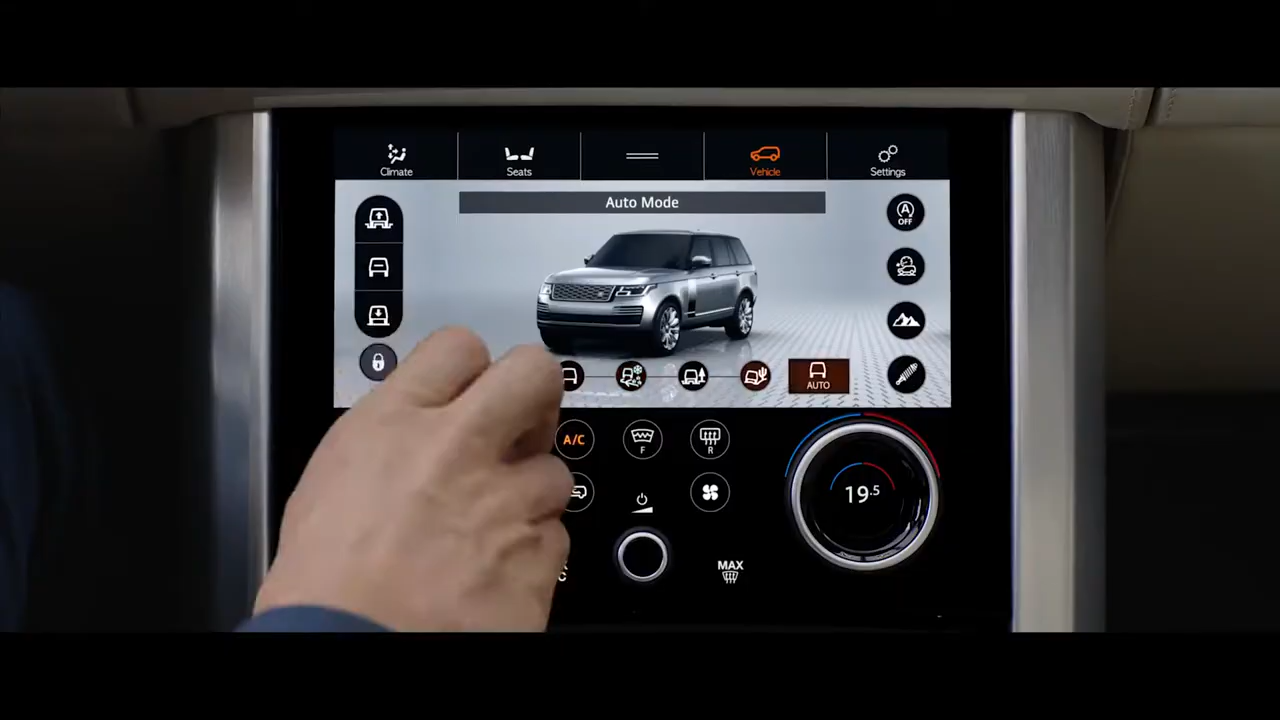 Climate
Seats
Vehicle
Settings
Auto Mode
A
OFF
AUTO
A/C
F
R
19.5
MAX
C